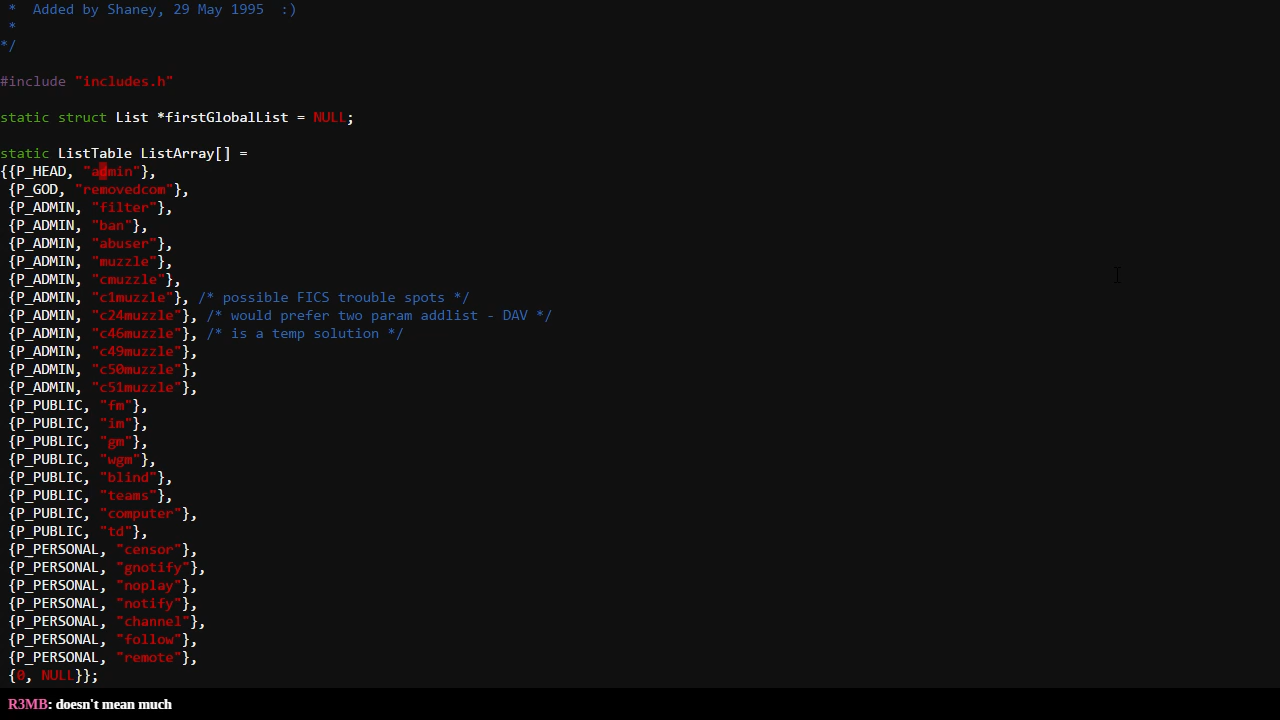 *  Added by Shaney, 29 May 1995  :)
 *
*/
#include "includes.h"
static struct List *firstGlobalList = NULL;
static ListTable ListArray[] =
{{P_HEAD, "admin"},
 {P_GOD, "removedcom"},
 {P_ADMIN, "filter"},
 {P_ADMIN, "ban"},
 {P_ADMIN, "abuser"},
 {P_ADMIN, "muzzle"},
 {P_ADMIN, "cmuzzle"},
 {P_ADMIN, "c1muzzle"}, /* possible FICS trouble spots */
 {P_ADMIN, "c24muzzle"}, /* would prefer two param addlist - DAV */
 {P_ADMIN, "c46muzzle"}, /* is a temp solution */
 {P_ADMIN, "c49muzzle"},
 {P_ADMIN, "c50muzzle"},
 {P_ADMIN, "c51muzzle"},
 {P_PUBLIC, "fm"},
 {P_PUBLIC, "im"},
 {P_PUBLIC, "gm"},
 {P_PUBLIC, "wgm"},
 {P_PUBLIC, "blind"},
 {P_PUBLIC, "teams"},
 {P_PUBLIC, "computer"},
 {P_PUBLIC, "td"},
 {P_PERSONAL, "censor"},
 {P_PERSONAL, "gnotify"},
 {P_PERSONAL, "noplay"},
 {P_PERSONAL, "notify"},
 {P_PERSONAL, "channel"},
 {P_PERSONAL, "follow"},
 {P_PERSONAL, "remote"},
 {0, NULL}};
R3MB: doesn't mean much